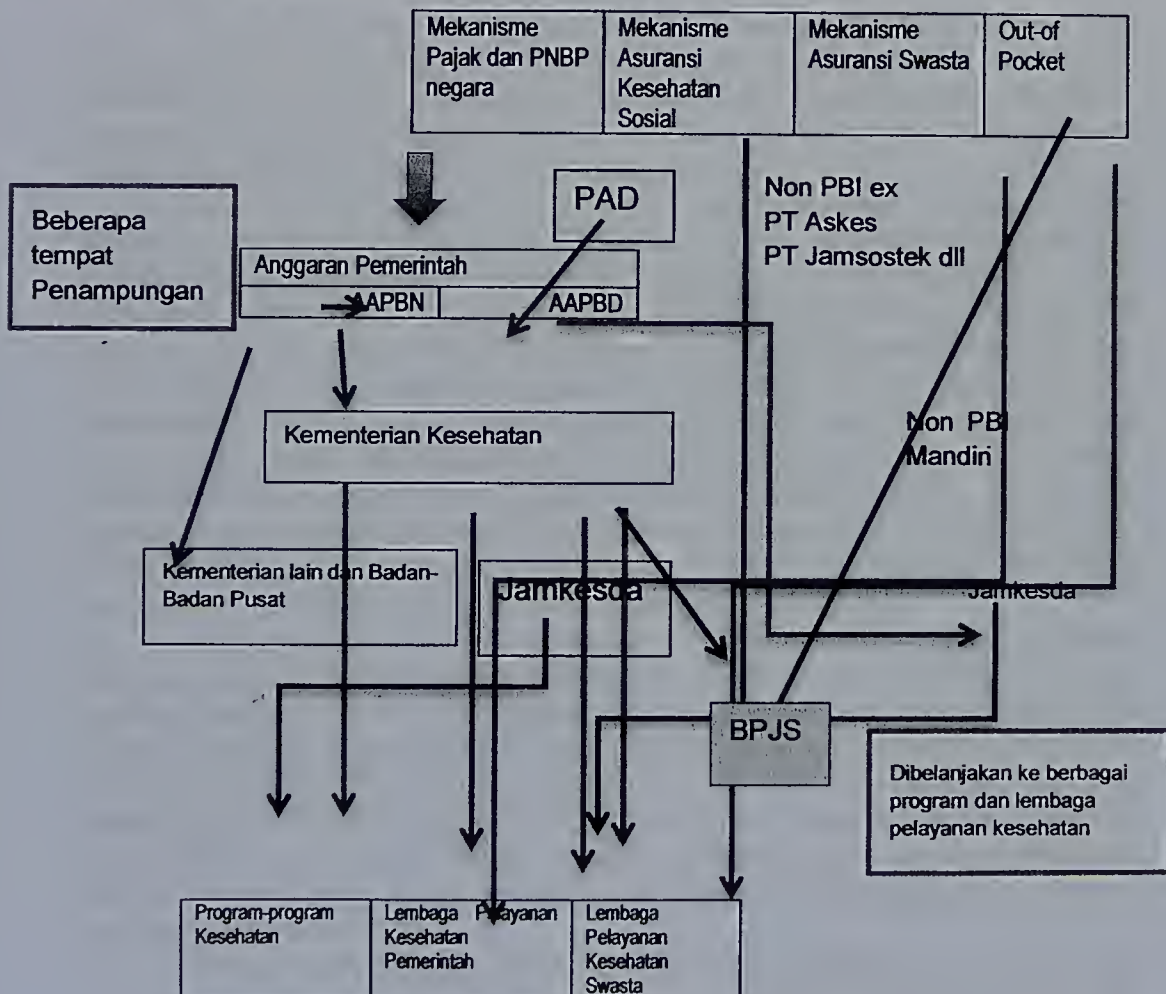 Mekanisme
Pajak dan PNBP
negara
Mekanisme
Asuransi
Kesehatan
Sosial
Mekanisme
Asuransi Swasta
Out-of
Pocket
Beberapa
tempat
Penampungan
PAD
Non PBI ex
PT Askes
PT Jamsostek dll
Anggaran Pemerintah
AAPBN
AAPBD
Kementerian Kesehatan
Non PBI
Mandiri
Kementerian lain dan Badan-
Badan Pusat
Jamkesda
Jamkesda
BPJS
Dibelanjakan ke berbagai
program dan lembaga
pelayanan kesehatan
Program-program
Kesehatan
Lembaga Pelayanan
Kesehatan
Pemerintah
Lembaga
Pelayanan
Kesehatan
Swasta